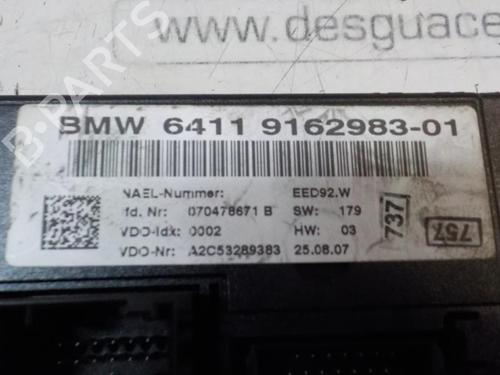 www.desguace
BMW 6411 9162983-01
NAEL-Nummer: EED92.W
fd. Nr: 070478671 B SW: 179
VDO-Idx: 0002 HW: 03
VDO-Nr: A2C53289383 25.08.07
737
757
B-PARTS